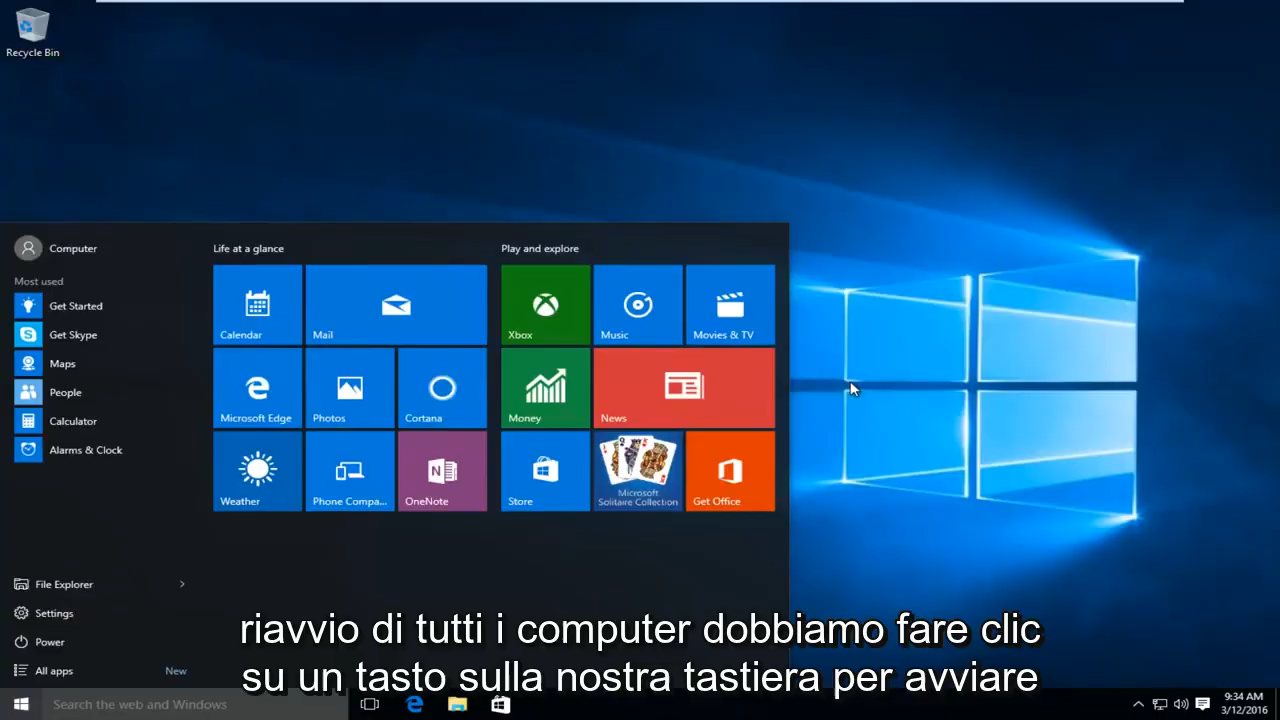 Recycle Bin
Computer
Life at a glance
Play and explore
Most used
Get Started
Get Skype
Maps
People
Calculator
Alarms & Clock
Calendar
Mail
Xbox
Music
Movies & TV
Microsoft Edge
Photos
Cortana
Money
News
Weather
Phone Compa...
OneNote
Store
Microsoft
Solitaire Collection
Get Office
File Explorer
Settings
Power
All apps
New
riavvio di tutti i computer dobbiamo fare clic
su un tasto sulla nostra tastiera per avviare
Search the web and Windows
9:34 AM
3/12/2016